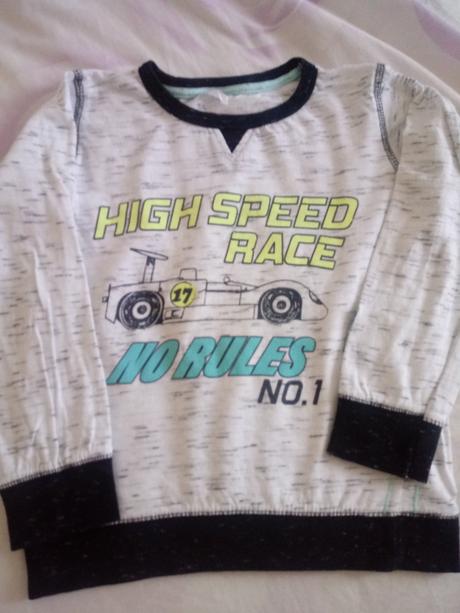 HIGH SPEED
RACE
17
NO RULES
NO.1